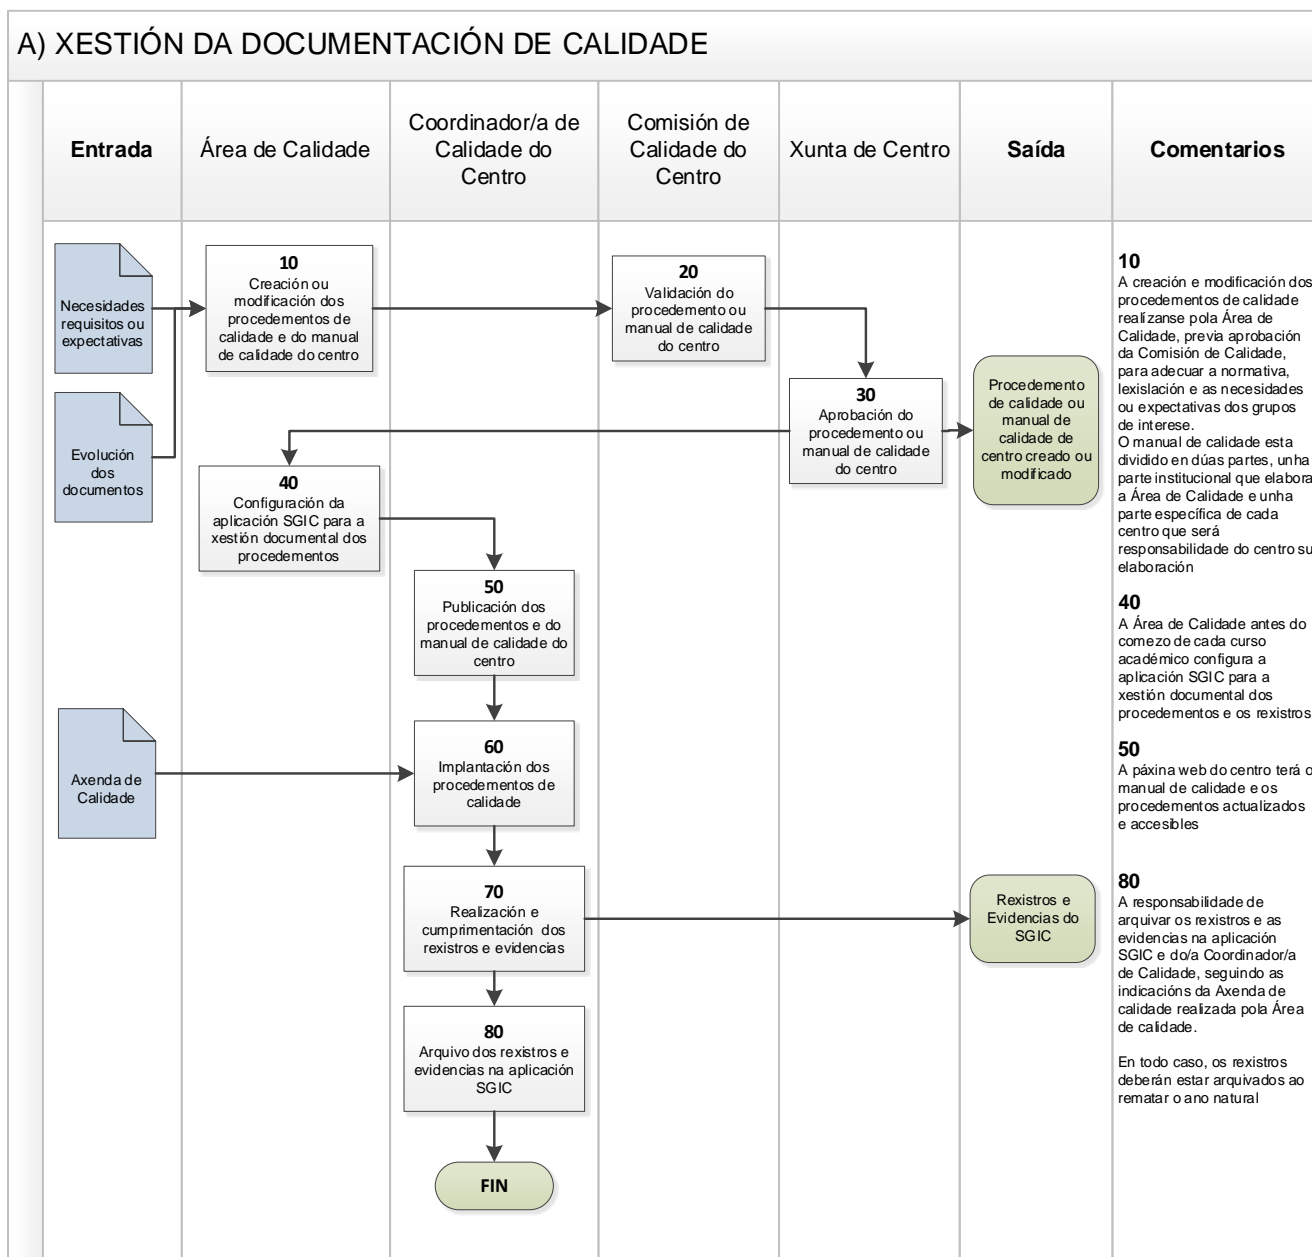 A) XESTIÓN DA DOCUMENTACIÓN DE CALIDADE
Entrada
Área de Calidade
Coordinador/a de
Calidade do
Centro
Comisión de
Calidade do
Centro
Xunta de Centro
Saída
Comentarios
Necesidades
requisitos ou
expectativas
10
Creación ou
modificación dos
procedementos de
calidade e do manual
de calidade do centro
20
Validación do
procedemento ou
manual de calidade
do centro
30
Aprobación do
procedemento ou
manual de calidade
do centro
Procedemento
de calidade ou
manual de
calidade de
centro creado ou
modificado
Evolución
dos
documentos
40
Configuración da
aplicación SGIC para a
xestión documental dos
procedementos
50
Publicación dos
procedementos e do
manual de calidade do
centro
Axenda de
Calidade
60
Implantación dos
procedementos de
calidade
70
Realización e
cumprimentación dos
rexistros e evidencias
Rexistros e
Evidencias do
SGIC
80
Arquivo dos rexistros e
evidencias na aplicación
SGIC
FIN
10
A creación e modificación dos
procedementos de calidade
realízanse pola Área de
Calidade, previa aprobación
da Comisión de Calidade,
para adecuar a normativa,
lexislación e as necesidades
ou expectativas dos grupos
de interese.
O manual de calidade esta
dividido en dúas partes, unha
parte institucional que elabora
a Área de Calidade e unha
parte específica de cada
centro que será
responsabilidade do centro su
elaboración
40
A Área de Calidade antes do
comezo de cada curso
académico configura a
aplicación SGIC para a
xestión documental dos
procedementos e os rexistros
50
A páxina web do centro terá o
manual de calidade e os
procedementos actualizados
e accesibles
80
A responsabilidade de
arquivar os rexistros e as
evidencias na aplicación
SGIC e do/a Coordinador/a
de Calidade, seguindo as
indicacións da Axenda de
calidade realizada pola Área
de calidade.
En todo caso, os rexistros
deberán estar arquivados ao
rematar o ano natural